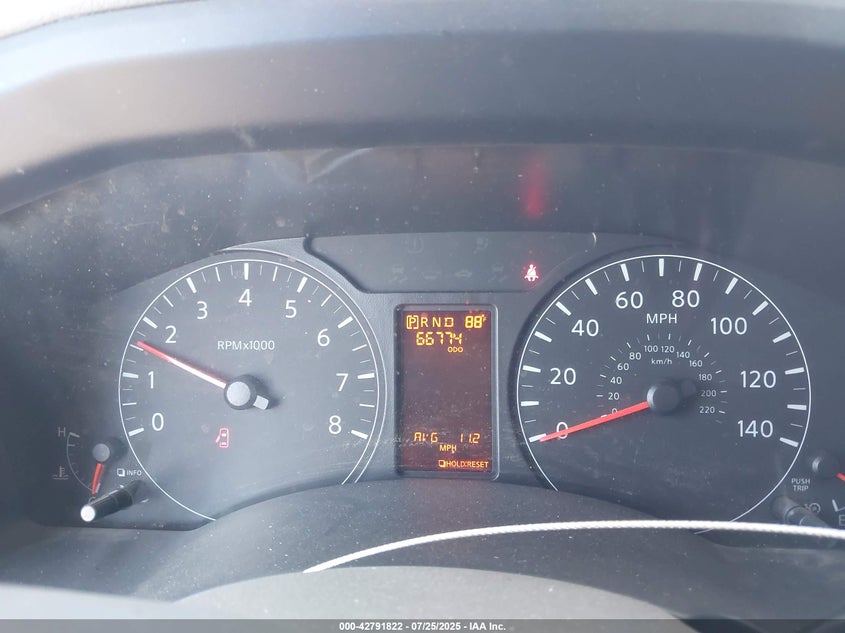 0 1 2 3 4 5 6 7 8
RPMx1000
H
INFO
P R N D 88°F
66774
ODO
AVG 11.2
MPH
HOLD:RESET
0 20 40 60 80 100 120 140
MPH
0 20 40 60 80 100 120 140 160 180 200 220
km/h
PUSH
TRIP
E
000-42791822 - 07/25/2025 - IAA Inc.